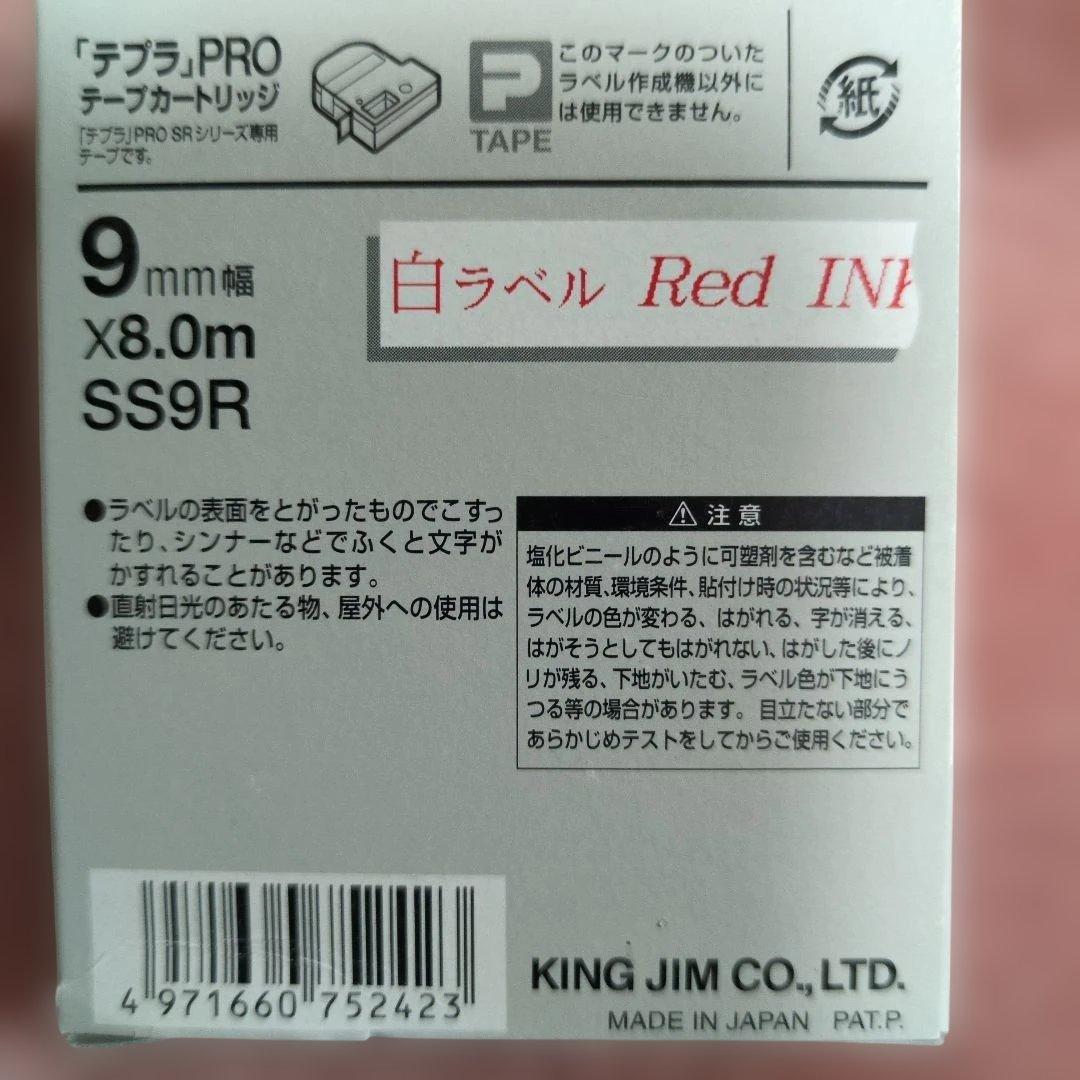 「テプラ」PRO
テープカートリッジ
「テプラ」PRO SRシリーズ専用
テープです。
TAPE
このマークのついた
ラベル作成機以外に
は使用できません。
紙
9mm幅
X8.0m
SS9R
白ラベル Red INK
●ラベルの表面をとがったものでこすっ
たり、シンナーなどでふくと文字が
かすれることがあります。
●直射日光のあたる物、屋外への使用は
避けてください。
⚠注意
塩化ビニールのように可塑剤を含むなど被着
体の材質、環境条件、貼付け時の状況等により、
ラベルの色が変わる、はがれる、字が消える、
はがそうとしてもはがれない、はがした後にノ
リが残る、下地がいたむ、ラベル色が下地にう
つる等の場合があります。目立たない部分で
あらかじめテストをしてからご使用ください。
4 971660 752423
KING JIM CO.,LTD.
MADE IN JAPAN PAT.P.